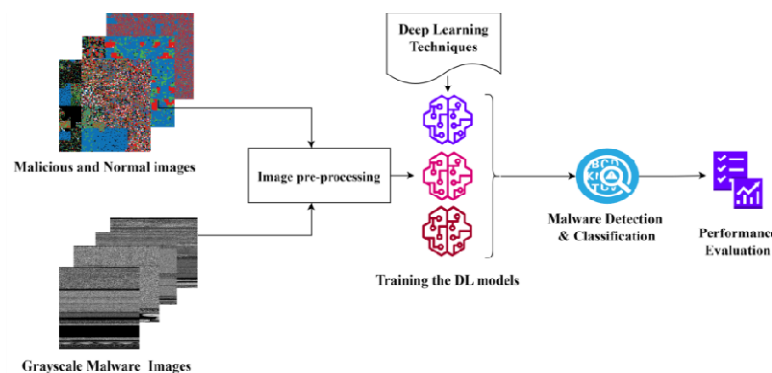 Deep Learning
Techniques
Malicious and Normal images
Image pre-processing
Malware Detection
& Classification
Performance
Evaluation
Training the DL models
Grayscale Malware Images